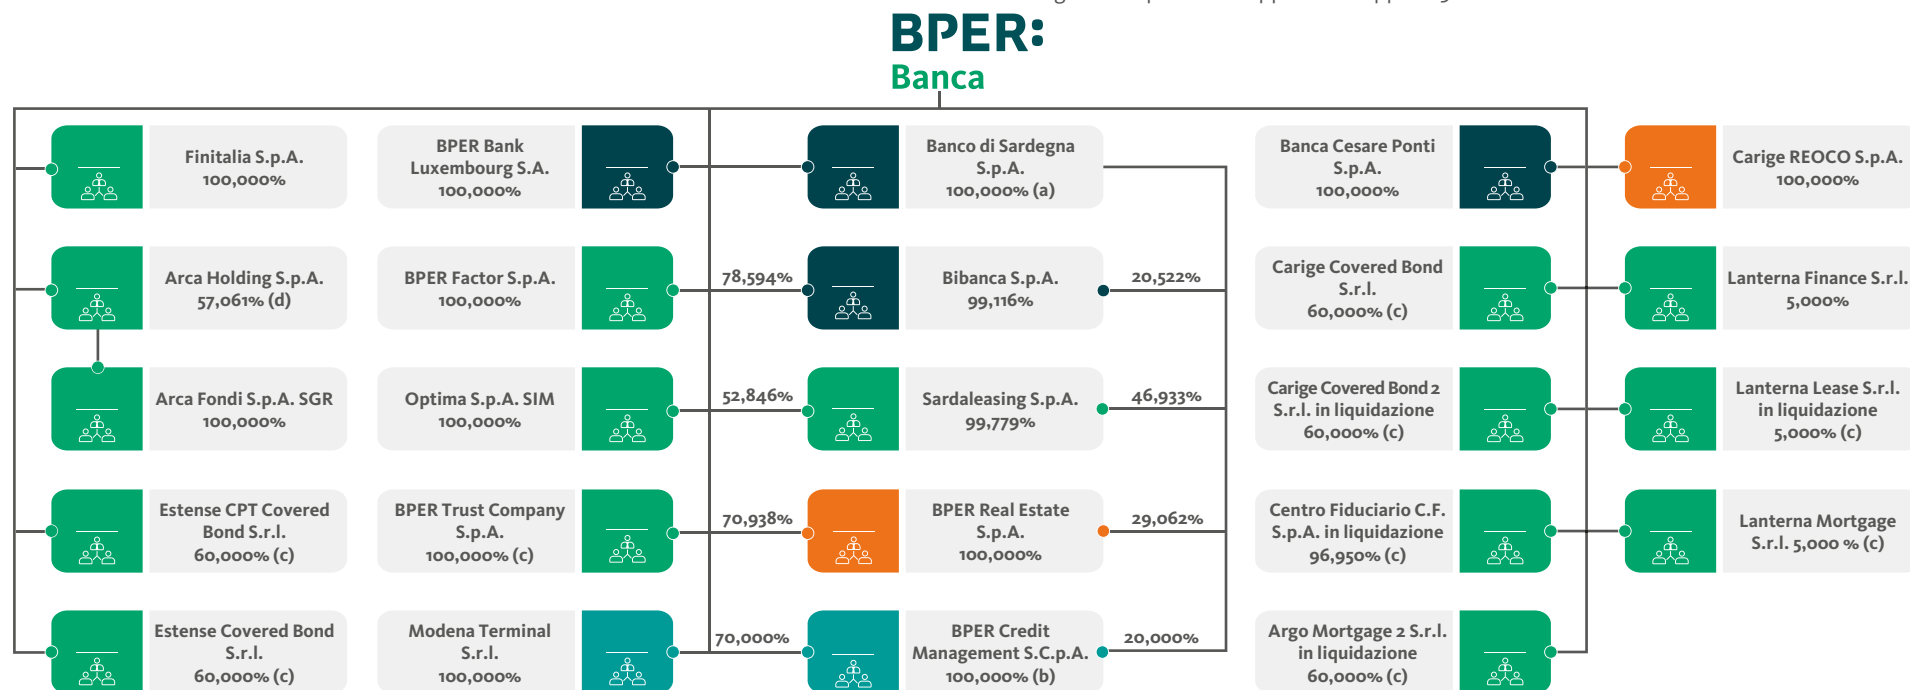 BPER:
Banca
Finitalia S.p.A.
100,000%
BPER Bank
Luxembourg S.A.
100,000%
Banco di Sardegna
S.p.A.
100,000% (a)
Banca Cesare Ponti
S.p.A.
100,000%
Carige REOCO S.p.A.
100,000%
Arca Holding S.p.A.
57,061% (d)
BPER Factor S.p.A.
100,000%
78,594%
Bibanca S.p.A.
99,116%
20,522%
Carige Covered Bond
S.r.l.
60,000% (c)
Lanterna Finance S.r.l.
5,000%
Arca Fondi S.p.A. SGR
100,000%
Optima S.p.A. SIM
100,000%
52,846%
Sardaleasing S.p.A.
99,779%
46,933%
Carige Covered Bond 2
S.r.l. in liquidazione
60,000% (c)
Lanterna Lease S.r.l.
in liquidazione
5,000% (c)
Estense CPT Covered
Bond S.r.l.
60,000% (c)
BPER Trust Company
S.p.A.
100,000% (c)
70,938%
BPER Real Estate
S.p.A.
100,000%
29,062%
Centro Fiduciario C.F.
S.p.A. in liquidazione
96,950% (c)
Lanterna Mortgage
S.r.l. 5,000 % (c)
Estense Covered Bond
S.r.l.
60,000% (c)
Modena Terminal
S.r.l.
100,000%
70,000%
BPER Credit
Management S.C.p.A.
100,000% (b)
20,000%
Argo Mortgage 2 S.r.l.
in liquidazione
60,000% (c)